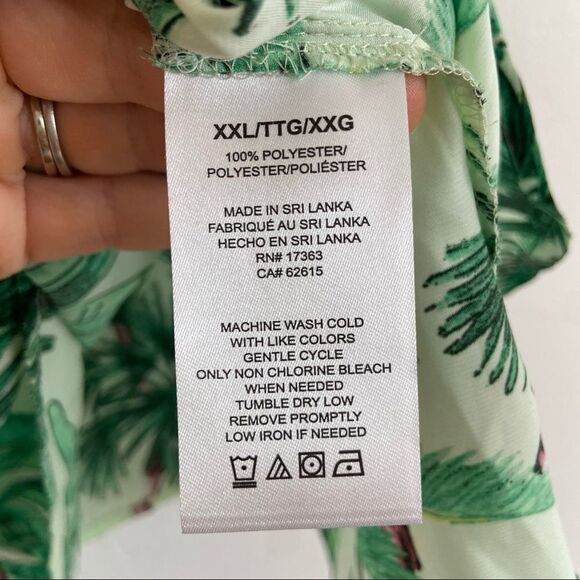 XXL/TTG/XXG
100% POLYESTER/
POLYESTER/POLIÉSTER
MADE IN SRI LANKA
FABRIQUÉ AU SRI LANKA
HECHO EN SRI LANKA
RN# 17363
CA# 62615
MACHINE WASH COLD
WITH LIKE COLORS
GENTLE CYCLE
ONLY NON CHLORINE BLEACH
WHEN NEEDED
TUMBLE DRY LOW
REMOVE PROMPTLY
LOW IRON IF NEEDED